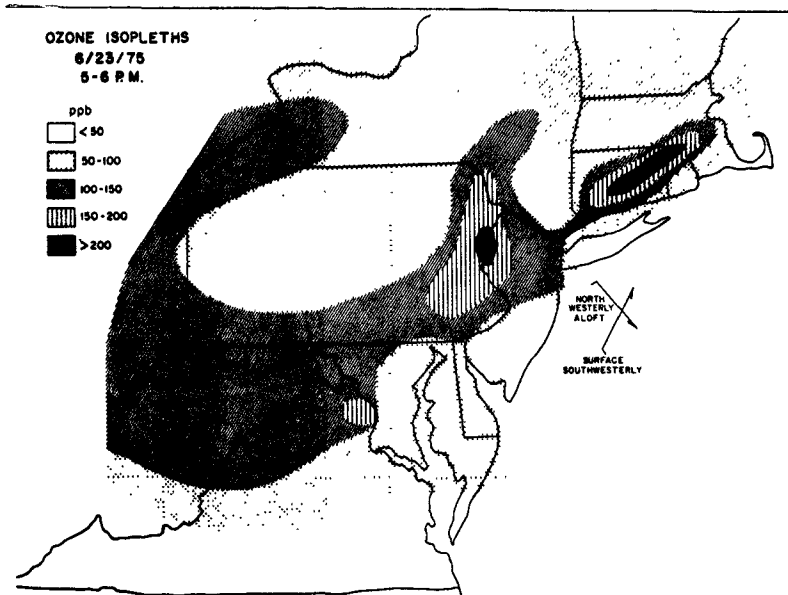 OZONE ISOPLETHS
6/23/75
5-6 P.M.
ppb
< 50
50-100
100-150
150-200
>200
NORTH
WESTERLY
ALOFT
SURFACE
SOUTHWESTERLY